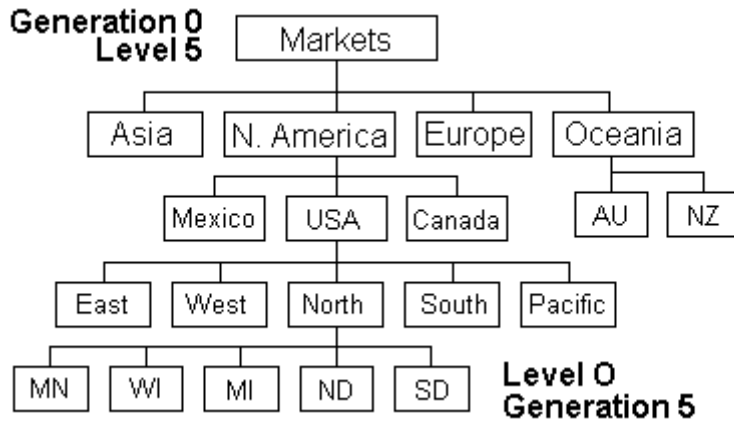 Generation 0
Level 5
Markets
Asia
N. America
Europe
Oceania
Mexico
USA
Canada
AU
NZ
East
West
North
South
Pacific
MN
WI
MI
ND
SD
Level O
Generation 5